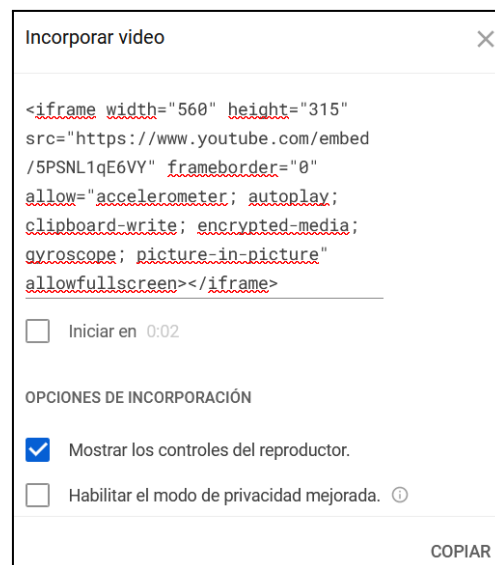 Incorporar video
<iframe width="560" height="315"
src="https://www.youtube.com/embed
/5PSNL1qE6VY" frameborder="0"
allow="accelerometer; autoplay;
clipboard-write; encrypted-media;
gyroscope; picture-in-picture"
allowfullscreen></iframe>
Iniciar en 0:02
OPCIONES DE INCORPORACIÓN
Mostrar los controles del reproductor.
Habilitar el modo de privacidad mejorada.
COPIAR